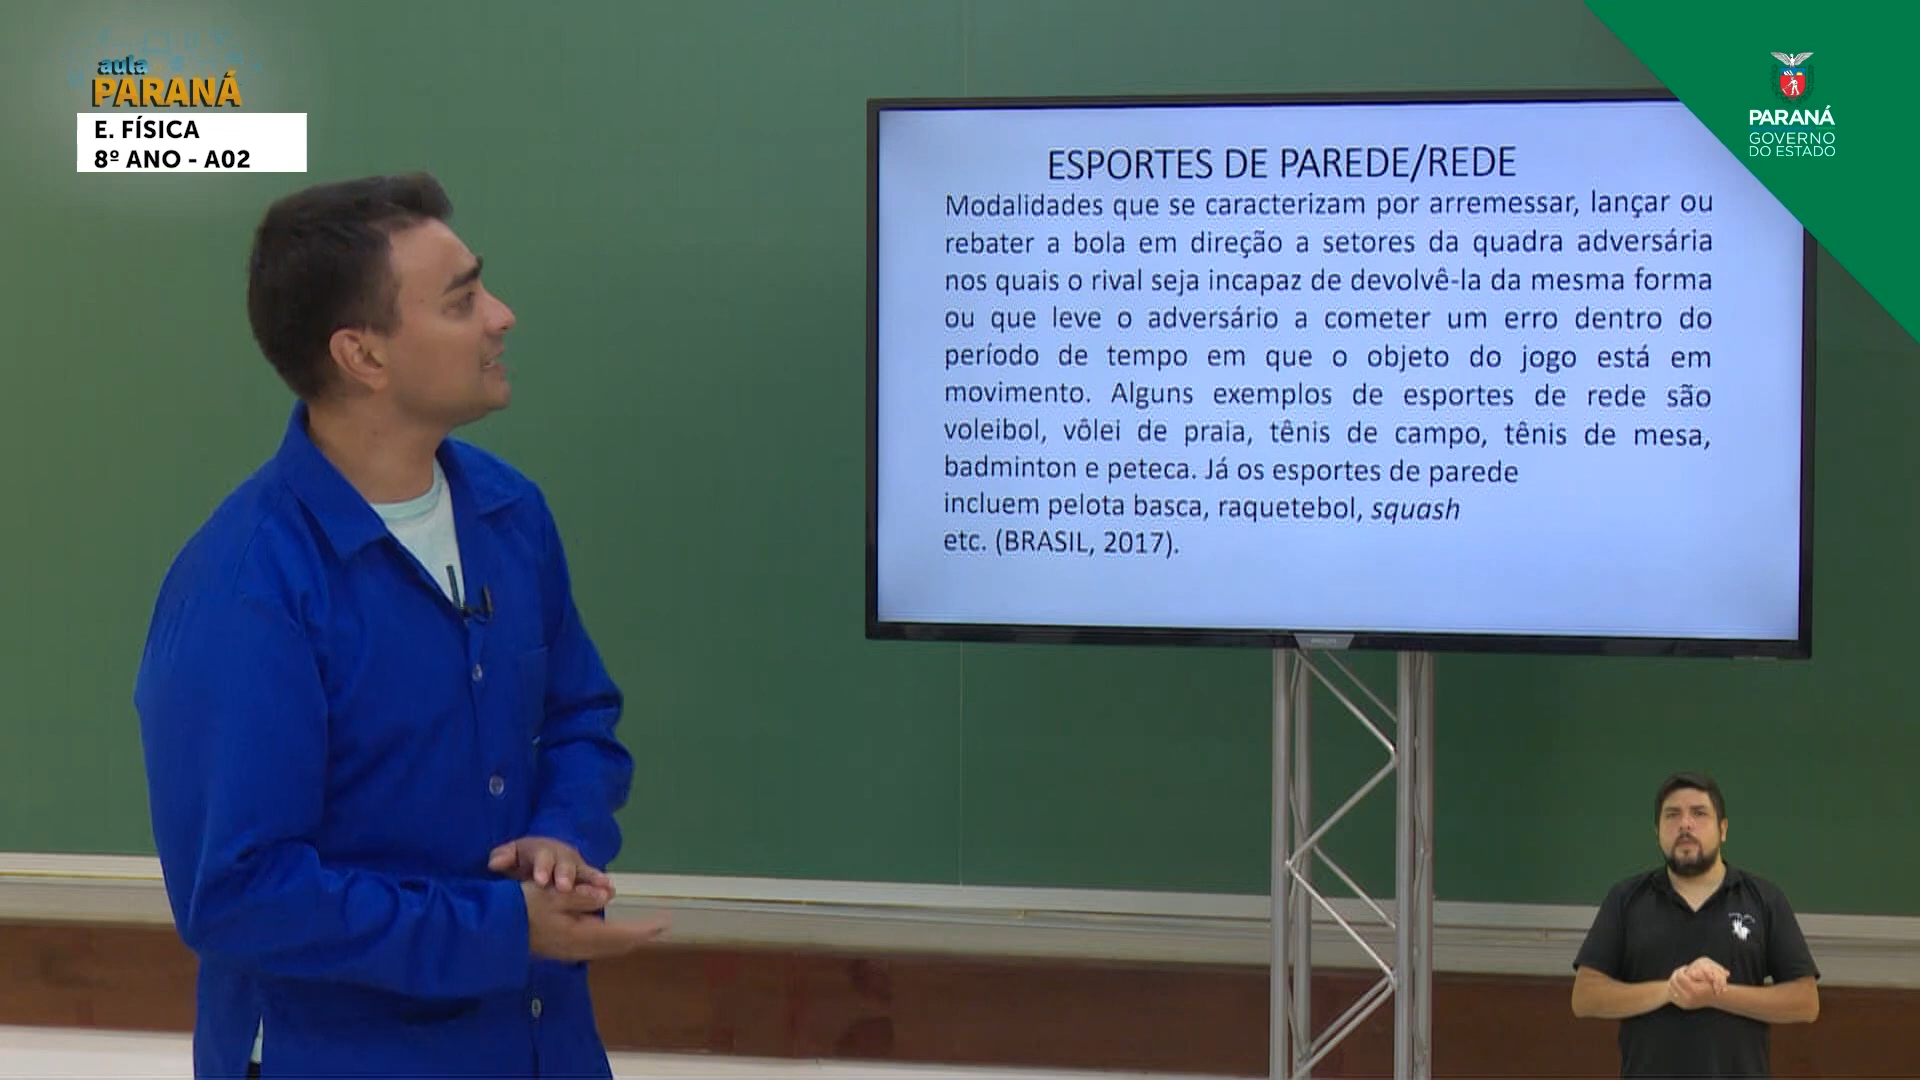 aula
PARANÁ
E. FÍSICA
8º ANO - A02
PARANÁ
GOVERNO
DO ESTADO
ESPORTES DE PAREDE/REDE
Modalidades que se caracterizam por arremessar, lançar ou
rebater a bola em direção a setores da quadra adversária
nos quais o rival seja incapaz de devolvê-la da mesma forma
ou que leve o adversário a cometer um erro dentro do
período de tempo em que o objeto do jogo está em
movimento. Alguns exemplos de esportes de rede são
voleibol, vôlei de praia, tênis de campo, tênis de mesa,
badminton e peteca. Já os esportes de parede
incluem pelota basca, raquetebol, squash
etc. (BRASIL, 2017).